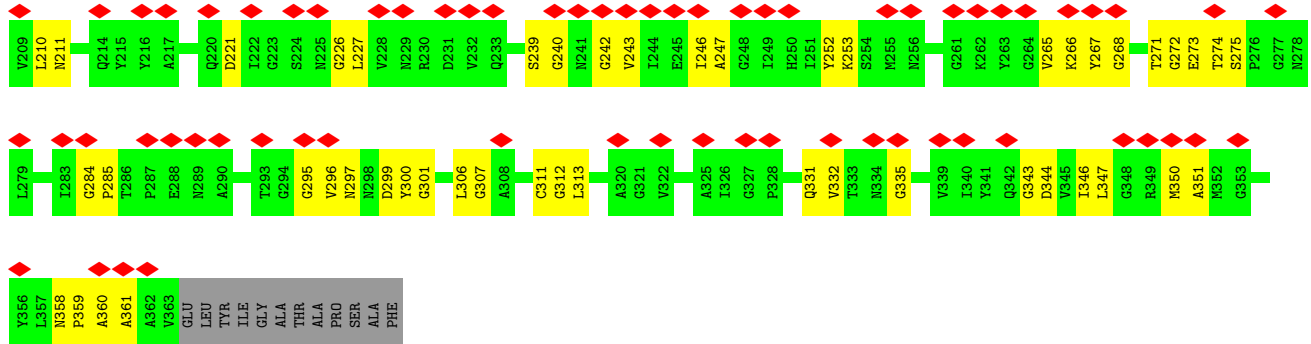 V209 L210 N211 Q214 Y215 Y216 A217 Q220 D221 I222 G223 S224 N225 G226 L227 V228 N229 R230 D231 V232 Q233 S239 G240 N241 G242 V243 I244 E245 I246 A247 G248 I249 H250 I251 Y252 K253 S254 M255 N256 G261 K262 Y263 G264 V265 K266 Y267 G268 T271 G272 E273 T274 S275 P276 G277 N278
L279 I283 G284 P285 T286 P287 E288 N289 A290 T293 G294 G295 V296 N297 N298 D299 Y300 G301 L306 G307 A308 C311 G312 L313 A320 G321 V322 A325 I326 G327 P328 Q331 V332 T333 N334 G335 V339 I340 Y341 Q342 G343 D344 V345 I346 L347 G348 R349 M350 A351 M352 G353
Y356 L357 N358 P359 A360 A361 A362 V363 GLU LEU TYR ILE GLY ALA THR ALA PRO SER ALA PHE